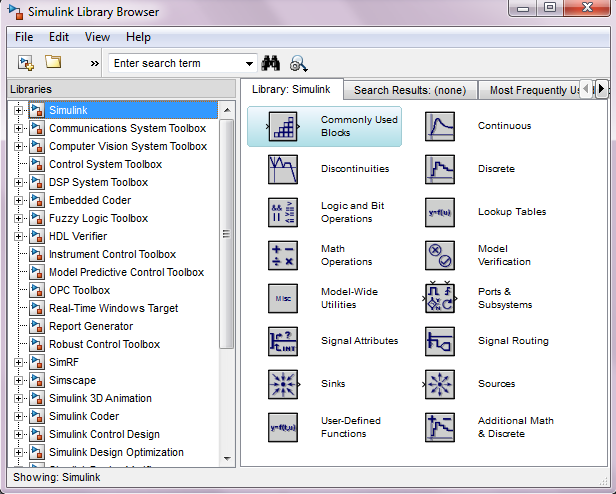 Simulink Library Browser
File Edit View Help
Enter search term
Libraries
Library: Simulink
Search Results: (none)
Most Frequently Us
Simulink
Communications System Toolbox
Computer Vision System Toolbox
Control System Toolbox
DSP System Toolbox
Embedded Coder
Fuzzy Logic Toolbox
HDL Verifier
Instrument Control Toolbox
Model Predictive Control Toolbox
OPC Toolbox
Real-Time Windows Target
Report Generator
Robust Control Toolbox
SimRF
Simscape
Simulink 3D Animation
Simulink Coder
Simulink Control Design
Simulink Design Optimization
Commonly Used
Blocks
Continuous
Discontinuities
Discrete
Logic and Bit
Operations
y=f(u)
Lookup Tables
Math
Operations
Model
Verification
Misc
Model-Wide
Utilities
Ports &
Subsystems
INT
Signal Attributes
Signal Routing
Sinks
Sources
y=f(t,u)
User-Defined
Functions
Additional Math
& Discrete
Showing: Simulink